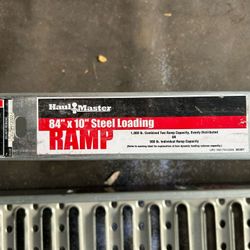 Haul Master
84" x 10" Steel Loading
RAMP
1,000 lb. Combined Two Ramp Capacity, Evenly Distributed
OR
500 lb. Individual Ramp Capacity